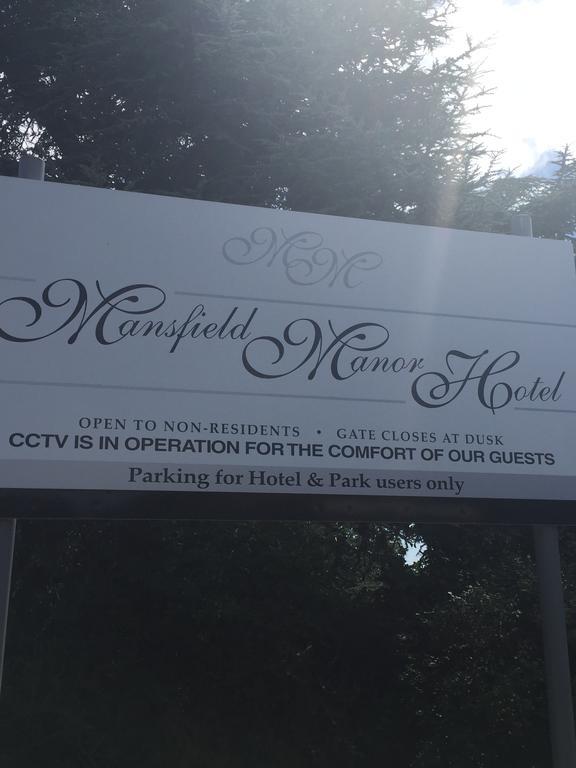 MM
Mansfield Manor Hotel
OPEN TO NON-RESIDENTS • GATE CLOSES AT DUSK
CCTV IS IN OPERATION FOR THE COMFORT OF OUR GUESTS
Parking for Hotel & Park users only